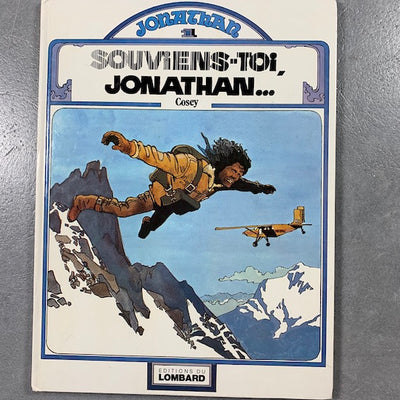 JONATHAN
1.
SOUVIENS-TOI,
JONATHAN...
Cosey
EDITIONS DU
LOMBARD